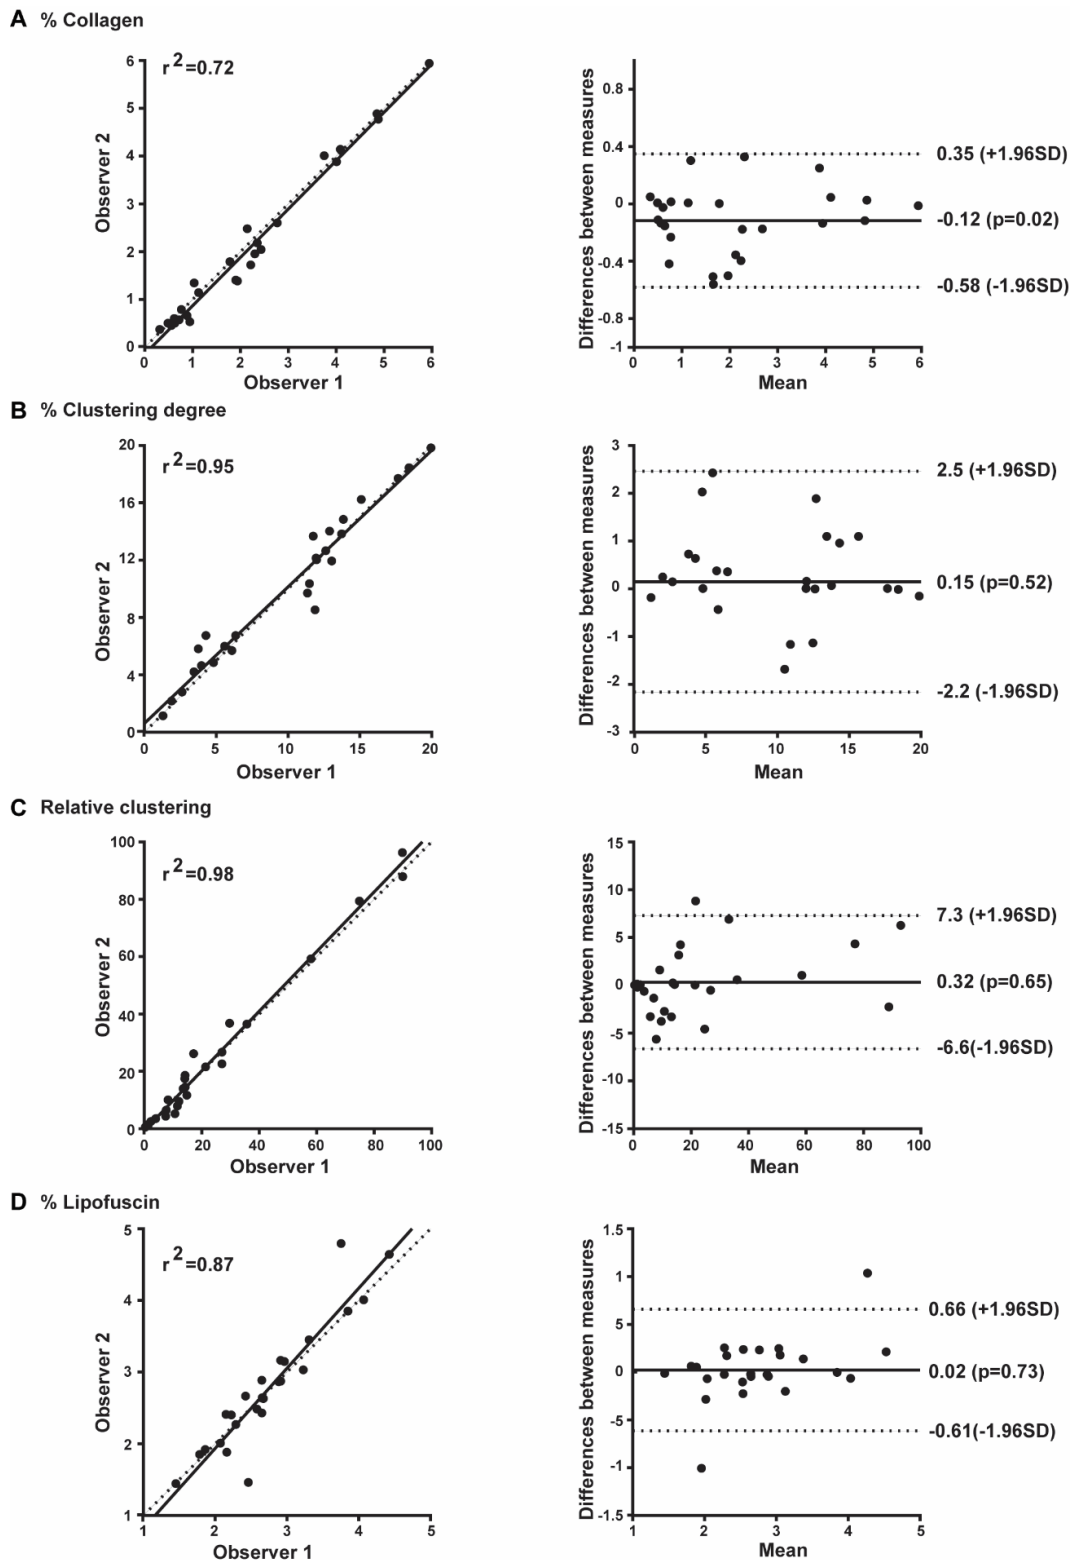 A % Collagen
r2=0.72
Observer 2
6
5
4
3
2
1
0
0 1 2 3 4 5 6
Observer 1
Differences between measures
0.8
0.4
0
-0.4
-0.8
-1
0.35 (+1.96SD)
-0.12 (p=0.02)
-0.58 (-1.96SD)
0 1 2 3 4 5 6
Mean
B % Clustering degree
r2=0.95
Observer 2
20
16
12
8
4
0
0 5 10 15 20
Observer 1
Differences between measures
3
2
1
0
-1
-2
-3
2.5 (+1.96SD)
0.15 (p=0.52)
-2.2 (-1.96SD)
0 5 10 15 20
Mean
C Relative clustering
r2=0.98
Observer 2
100
80
60
40
20
0
0 20 40 60 80 100
Observer 1
Differences between measures
15
10
5
0
-5
-10
-15
7.3 (+1.96SD)
0.32 (p=0.65)
-6.6(-1.96SD)
0 20 40 60 80 100
Mean
D % Lipofuscin
r2=0.87
Observer 2
5
4
3
2
1
1 2 3 4 5
Observer 1
Differences between measures
1.5
1
5
0
-5
-1
-1.5
0.66 (+1.96SD)
0.02 (p=0.73)
-0.61(-1.96SD)
1 2 3 4 5
Mean